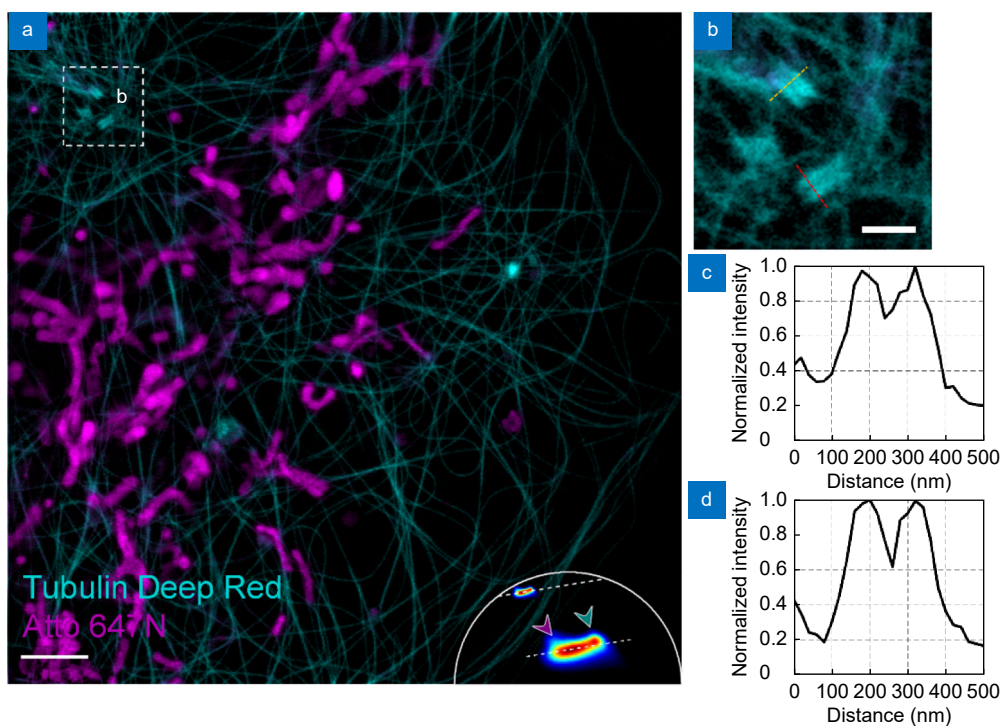 a
b
Tubulin Deep Red
Atto 647N
b
c
Normalized intensity
1.0
0.8
0.6
0.4
0.2
0
0 100 200 300 400 500
Distance (nm)
d
Normalized intensity
1.0
0.8
0.6
0.4
0.2
0
0 100 200 300 400 500
Distance (nm)